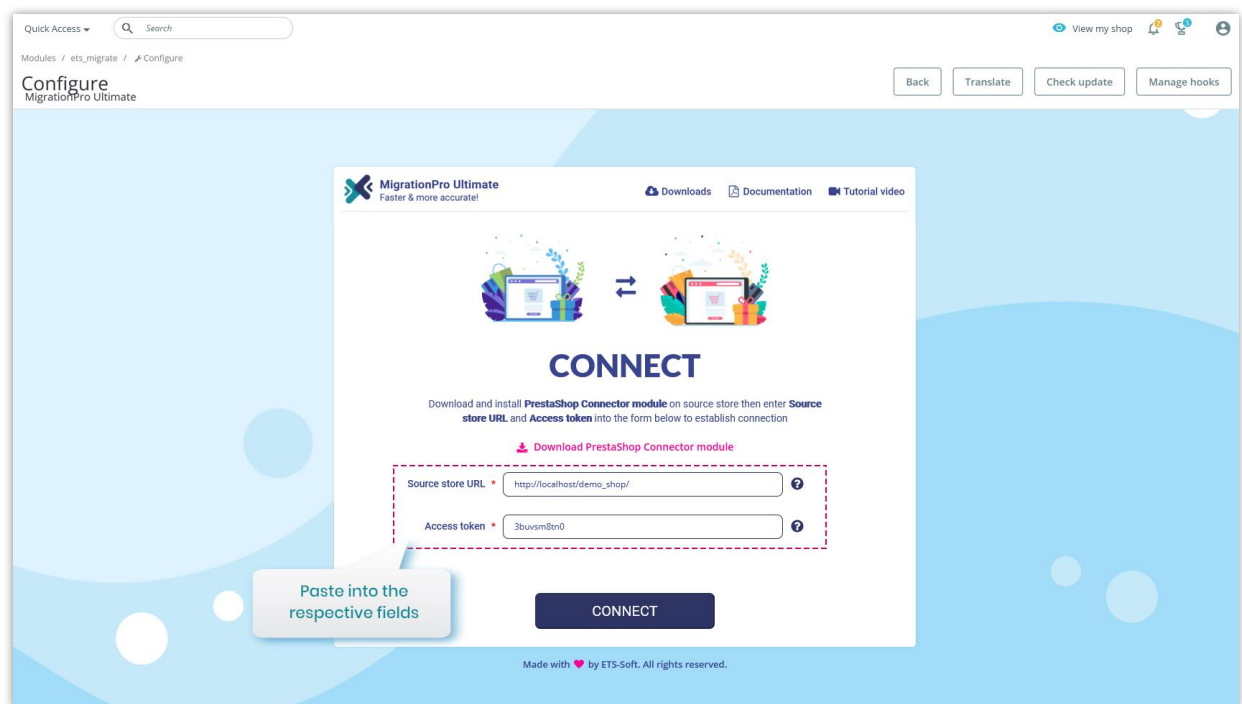 Quick Access
Search
View my shop
Modules / ets_migrate / Configure
Configure
MigrationPro Ultimate
Back
Translate
Check update
Manage hooks
MigrationPro Ultimate
Faster & more accurate!
Downloads
Documentation
Tutorial video
CONNECT
Download and install PrestaShop Connector module on source store then enter Source
store URL and Access token into the form below to establish connection
Download PrestaShop Connector module
Source store URL * http://localhost/demo_shop/
Access token * 3buvsm8tn0
Paste into the
respective fields
CONNECT
Made with ❤ by ETS-Soft. All rights reserved.